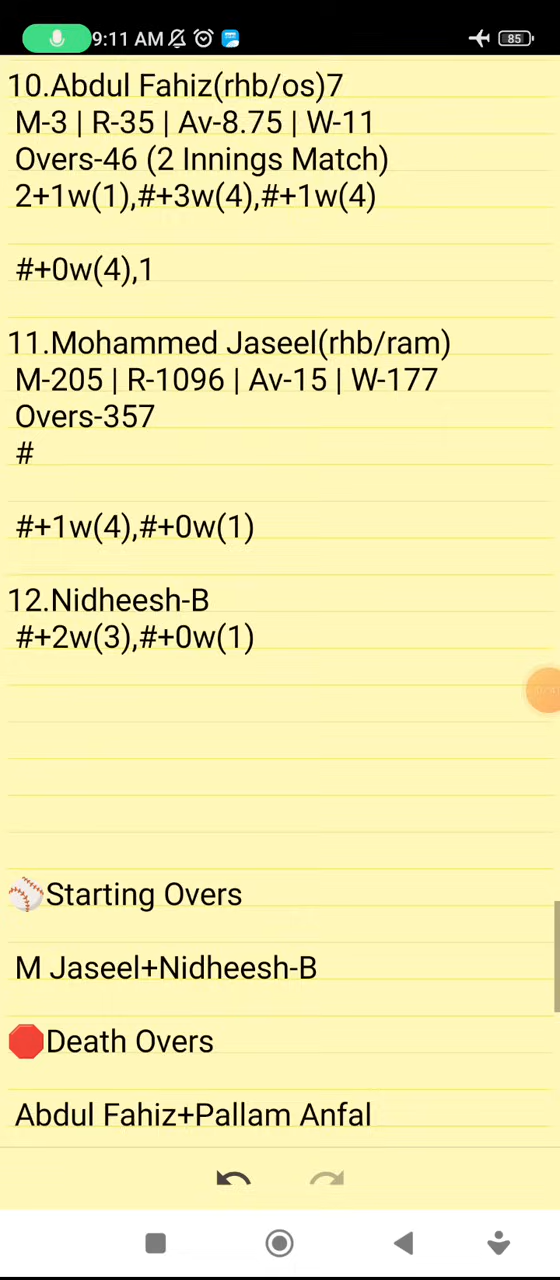 9:11 AM
85
10.Abdul Fahiz(rhb/os)7
M-3 | R-35 | Av-8.75 | W-11
Overs-46 (2 Innings Match)
2+1w(1),#+3w(4),#+1w(4)
#+0w(4),1
11.Mohammed Jaseel(rhb/ram)
M-205 | R-1096 | Av-15 | W-177
Overs-357
#
#+1w(4),#+0w(1)
12.Nidheesh-B
#+2w(3),#+0w(1)
Starting Overs
M Jaseel+Nidheesh-B
Death Overs
Abdul Fahiz+Pallam Anfal